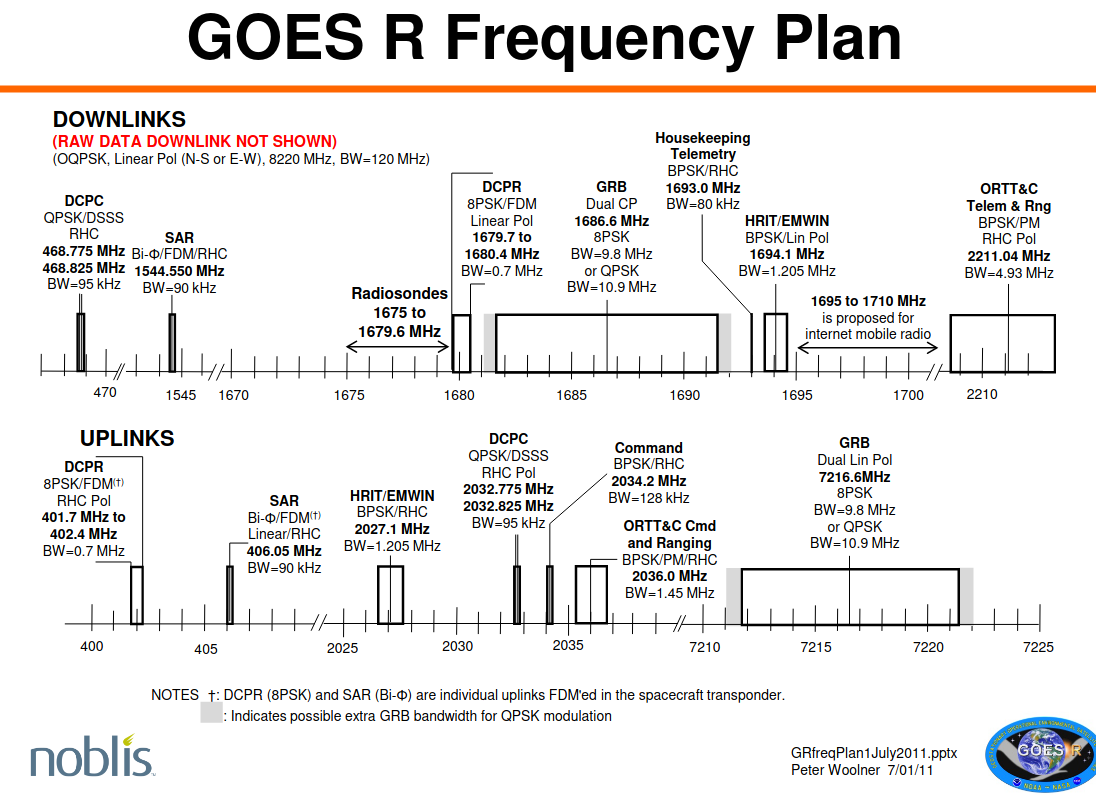 GOES R Frequency Plan
DOWNLINKS
(RAW DATA DOWNLINK NOT SHOWN)
(OQPSK, Linear Pol (N-S or E-W), 8220 MHz, BW=120 MHz)
DCPC
QPSK/DSSS
RHC
468.775 MHz
468.825 MHz
BW=95 kHz
SAR
Bi-Φ/FDM/RHC
1544.550 MHz
BW=90 kHz
Radiosondes
1675 to
1679.6 MHz
DCPR
8PSK/FDM
Linear Pol
1679.7 to
1680.4 MHz
BW=0.7 MHz
GRB
Dual CP
1686.6 MHz
8PSK
BW=9.8 MHz
or QPSK
BW=10.9 MHz
Housekeeping
Telemetry
BPSK/RHC
1693.0 MHz
BW=80 kHz
HRIT/EMWIN
BPSK/Lin Pol
1694.1 MHz
BW=1.205 MHz
1695 to 1710 MHz
is proposed for
internet mobile radio
ORTT&C
Telem & Rng
BPSK/PM
RHC Pol
2211.04 MHz
BW=4.93 MHz
470 1545 1670 1675 1680 1685 1690 1695 1700 2210
UPLINKS
DCPR
8PSK/FDM(†)
RHC Pol
401.7 MHz to
402.4 MHz
BW=0.7 MHz
SAR
Bi-Φ/FDM(†)
Linear/RHC
406.05 MHz
BW=90 kHz
HRIT/EMWIN
BPSK/RHC
2027.1 MHz
BW=1.205 MHz
DCPC
QPSK/DSSS
RHC Pol
2032.775 MHz
2032.825 MHz
BW=95 kHz
Command
BPSK/RHC
2034.2 MHz
BW=128 kHz
ORTT&C Cmd
and Ranging
BPSK/PM/RHC
2036.0 MHz
BW=1.45 MHz
GRB
Dual Lin Pol
7216.6MHz
8PSK
BW=9.8 MHz
or QPSK
BW=10.9 MHz
400 405 2025 2030 2035 7210 7215 7220 7225
NOTES †: DCPR (8PSK) and SAR (Bi-Φ) are individual uplinks FDM'ed in the spacecraft transponder.
: Indicates possible extra GRB bandwidth for QPSK modulation
noblis
GRfreqPlan1July2011.pptx
Peter Woolner 7/01/11
GOES R
NOAA - NASA